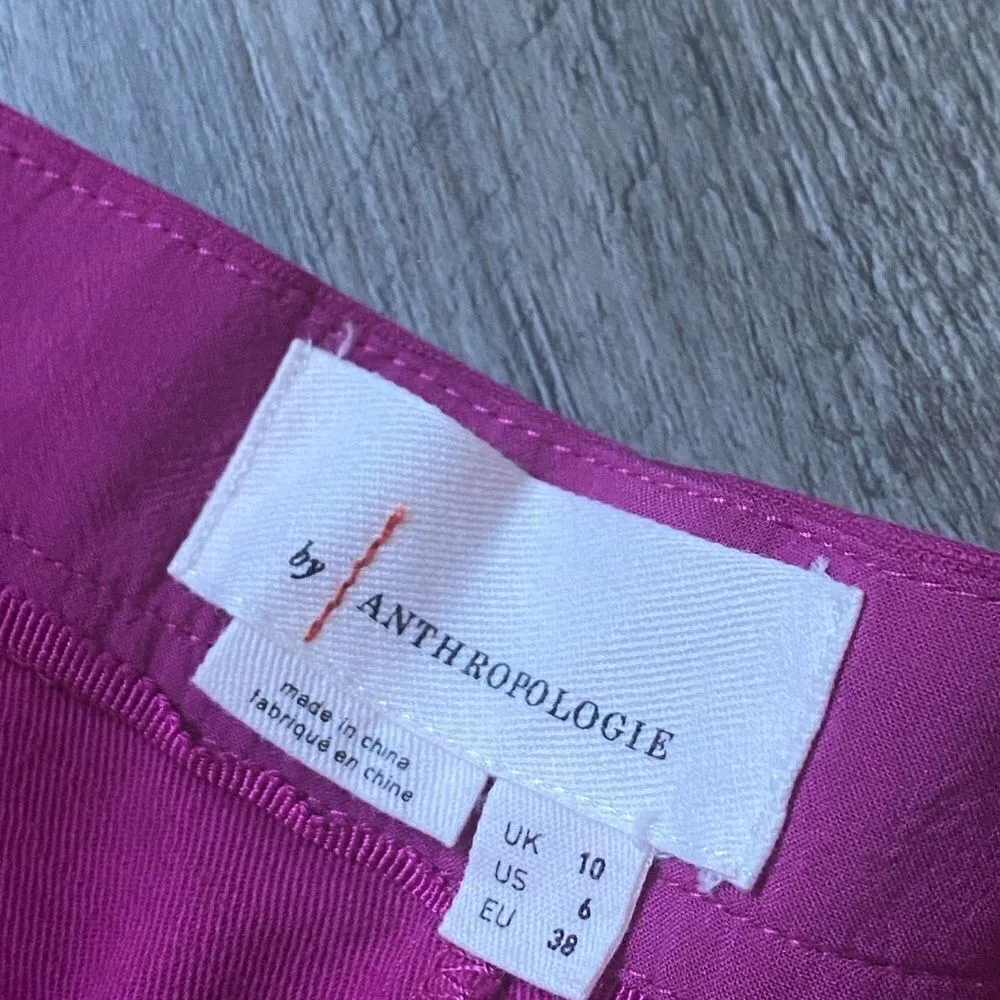 by / ANTHROPOLOGIE
made in china
fabriqué en chine
UK 10
US 6
EU 38